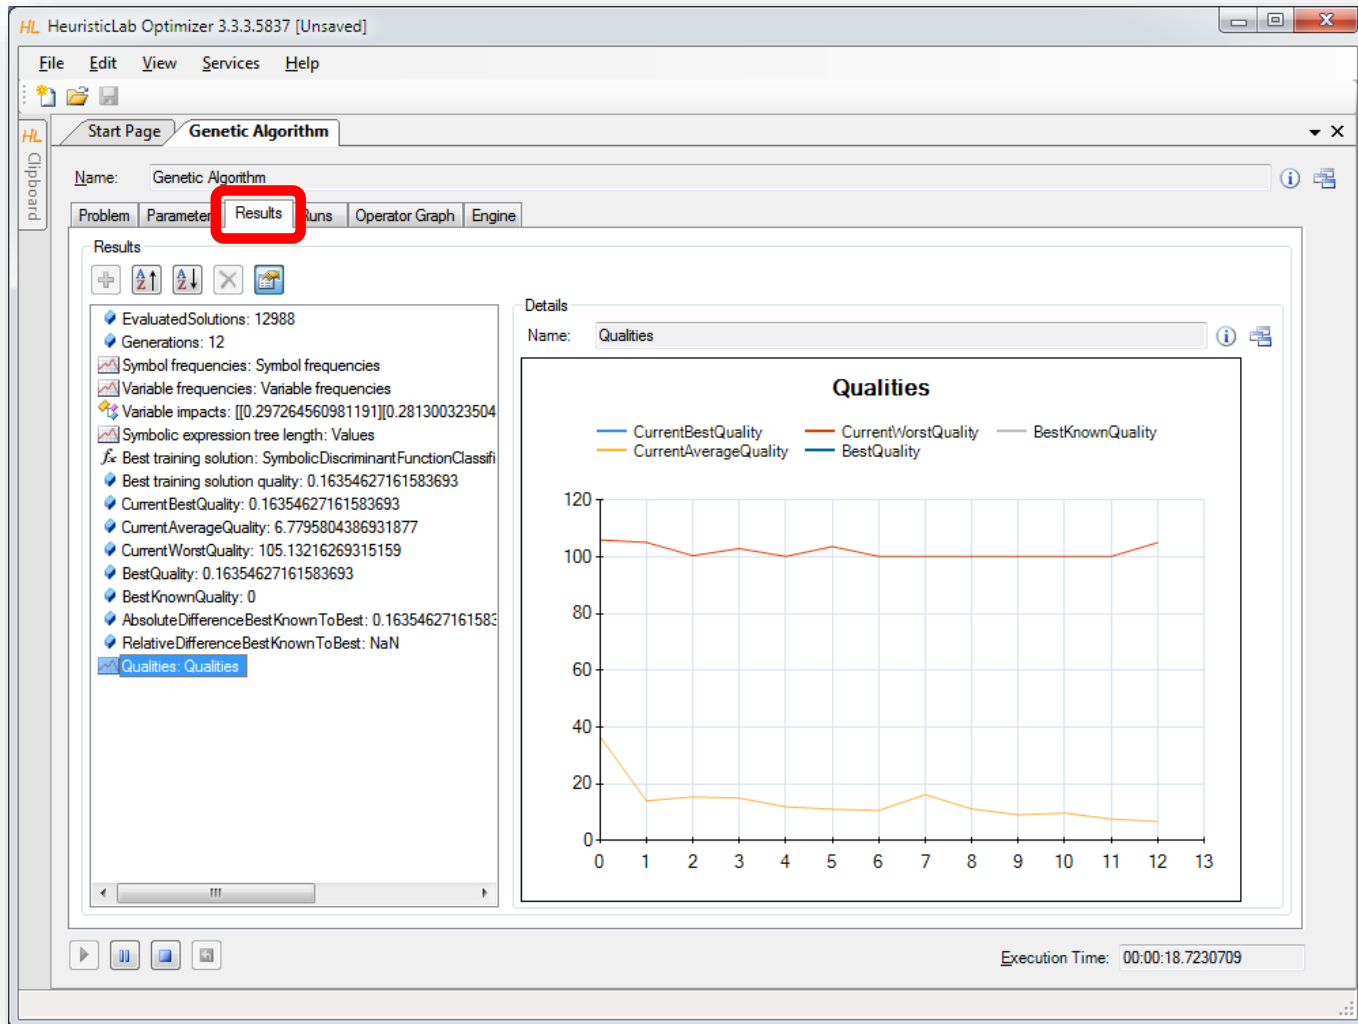 HL HeuristicLab Optimizer 3.3.3.5837 [Unsaved]
File Edit View Services Help
HL Clipboard
Start Page Genetic Algorithm
Name: Genetic Algorithm
Problem Parameter Results Runs Operator Graph Engine
Results
EvaluatedSolutions: 12988
Generations: 12
Symbol frequencies: Symbol frequencies
Variable frequencies: Variable frequencies
Variable impacts: [[0.297264560981191][0.281300323504
Symbolic expression tree length: Values
Best training solution: SymbolicDiscriminantFunctionClassifi
Best training solution quality: 0.16354627161583693
CurrentBestQuality: 0.16354627161583693
CurrentAverageQuality: 6.7795804386931877
CurrentWorstQuality: 105.13216269315159
BestQuality: 0.16354627161583693
BestKnownQuality: 0
AbsoluteDifferenceBestKnownToBest: 0.16354627161583
RelativeDifferenceBestKnownToBest: NaN
Qualities: Qualities
Details
Name: Qualities
Qualities
CurrentBestQuality CurrentWorstQuality BestKnownQuality
CurrentAverageQuality BestQuality
120
100
80
60
40
20
0
0 1 2 3 4 5 6 7 8 9 10 11 12 13
Execution Time: 00:00:18.7230709